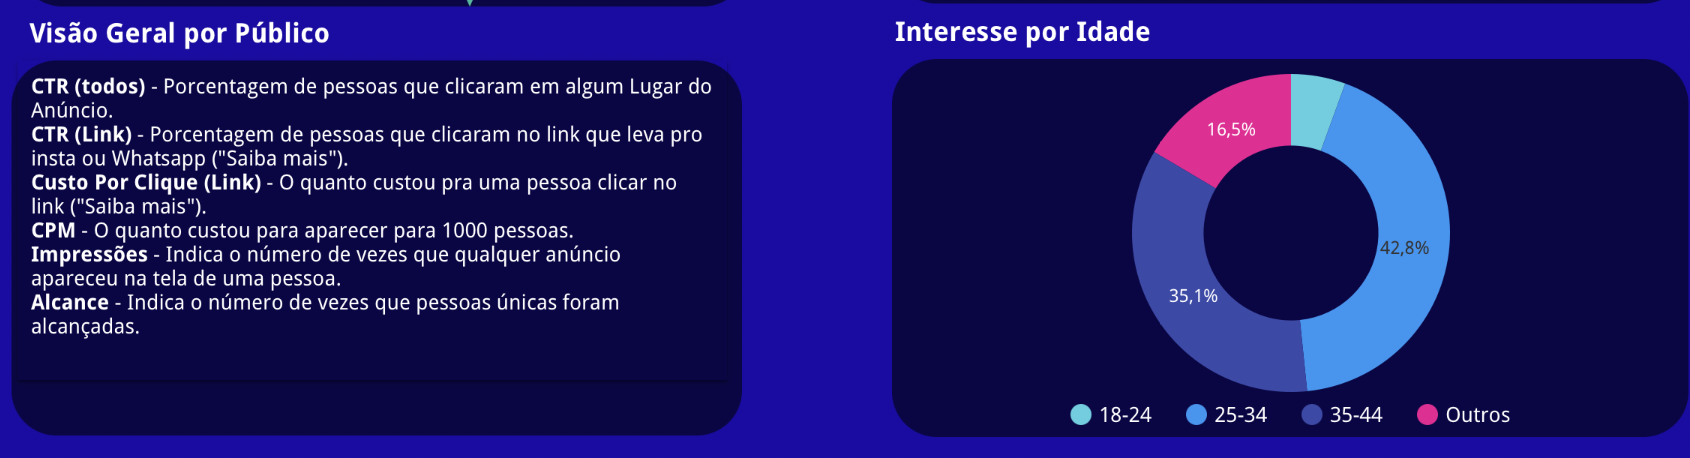 Visão Geral por Público
CTR (todos) - Porcentagem de pessoas que clicaram em algum Lugar do
Anúncio.
CTR (Link) - Porcentagem de pessoas que clicaram no link que leva pro
insta ou Whatsapp ("Saiba mais").
Custo Por Clique (Link) - O quanto custou pra uma pessoa clicar no
link ("Saiba mais").
CPM - O quanto custou para aparecer para 1000 pessoas.
Impressões - Indica o número de vezes que qualquer anúncio
apareceu na tela de uma pessoa.
Alcance - Indica o número de vezes que pessoas únicas foram
alcançadas.
Interesse por Idade
16,5%
42,8%
35,1%
18-24
25-34
35-44
Outros